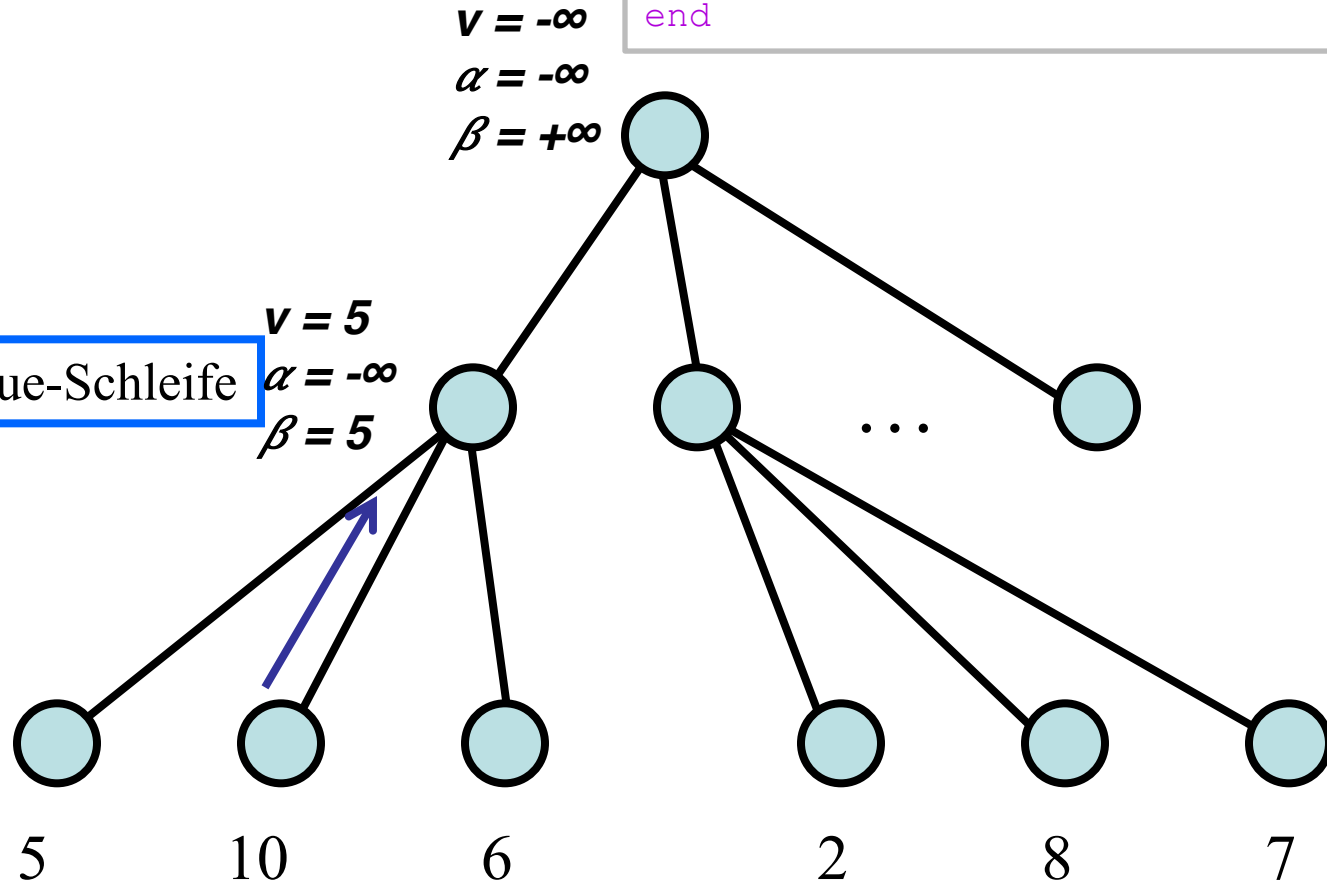 v = -∞
end
α = -∞
β = +∞
v = 5
ue-Schleife
α = -∞
β = 5
...
5 10 6 2 8 7